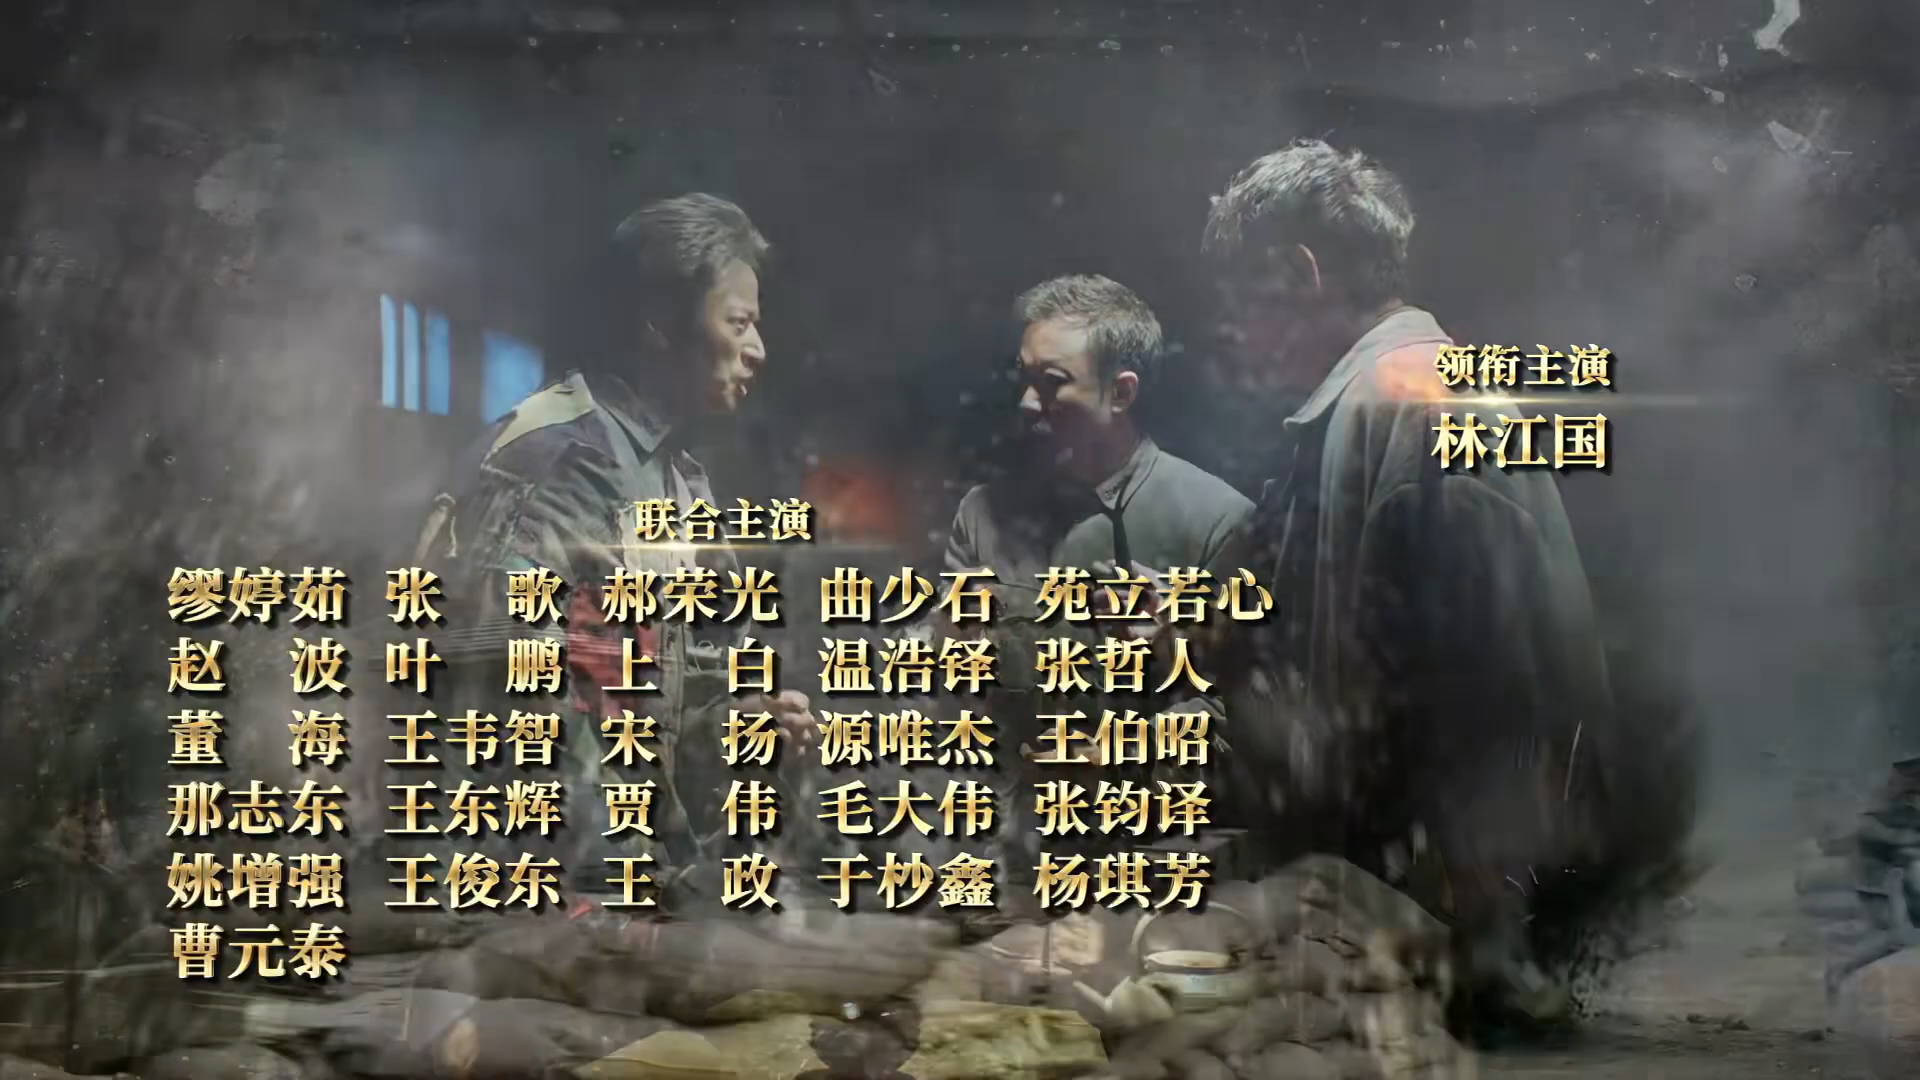 领衔主演
林江国
联合主演
缪婷茹 张 歌 郝荣光 曲少石 苑立若心
赵 波 叶 鹏 上 白 温浩铎 张哲人
董 海 王韦智 宋 扬 源唯杰 王伯昭
那志东 王东辉 贾 伟 毛大伟 张钧译
姚增强 王俊东 王 政 于杪鑫 杨琪芳
曹元泰